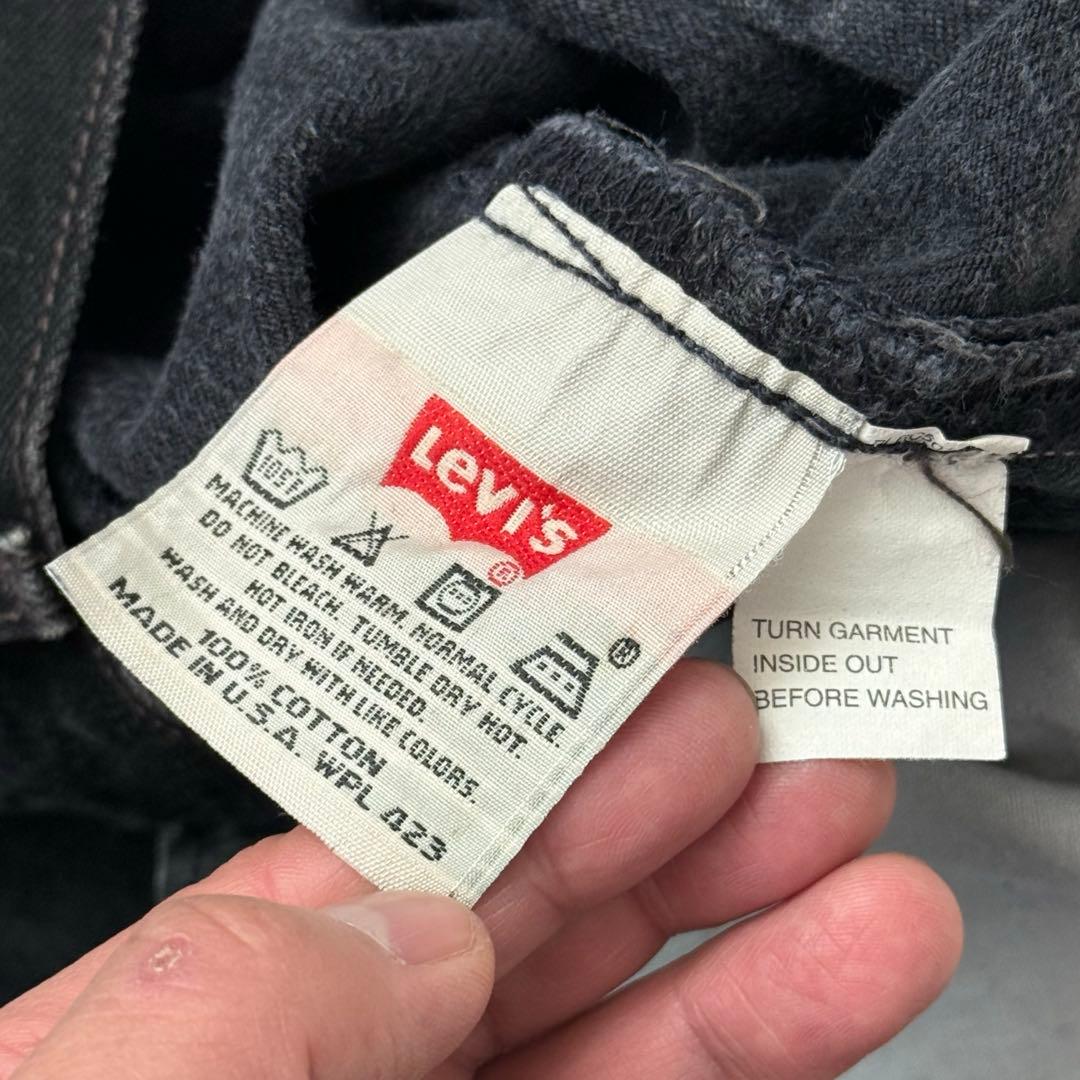 Levi's®
105F
MACHINE WASH WARM, NORMAL CYCLE.
DO NOT BLEACH. TUMBLE DRY HOT.
HOT IRON IF NEEDED.
WASH AND DRY WITH LIKE COLORS.
100% COTTON
MADE IN U.S.A. WPL 423
®
TURN GARMENT
INSIDE OUT
BEFORE WASHING